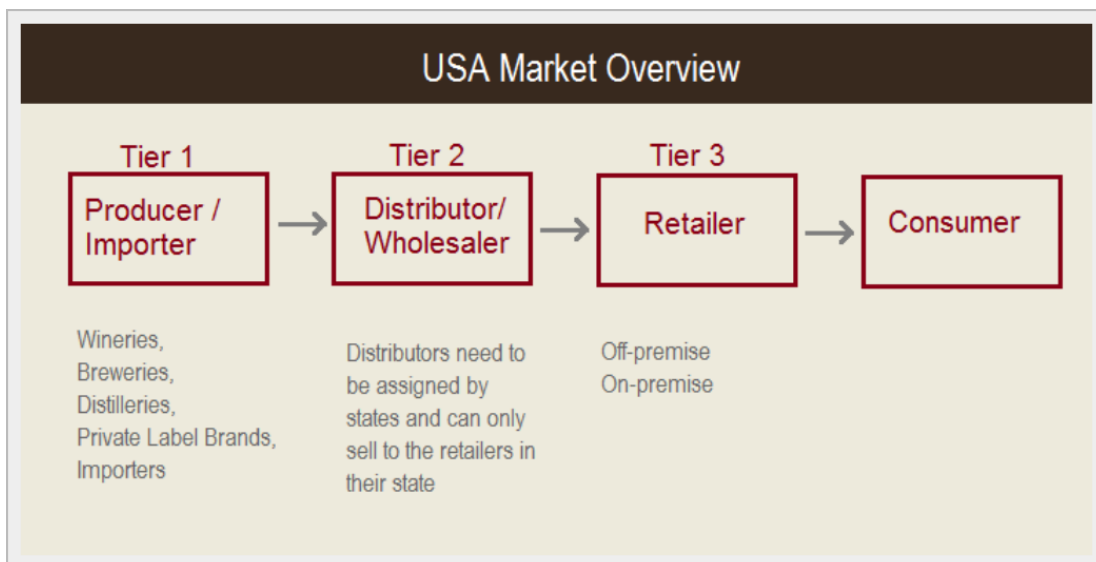 USA Market Overview
Tier 1
Producer /
Importer
Wineries,
Breweries,
Distilleries,
Private Label Brands,
Importers
Tier 2
Distributor/
Wholesaler
Distributors need to
be assigned by
states and can only
sell to the retailers in
their state
Tier 3
Retailer
Off-premise
On-premise
Consumer